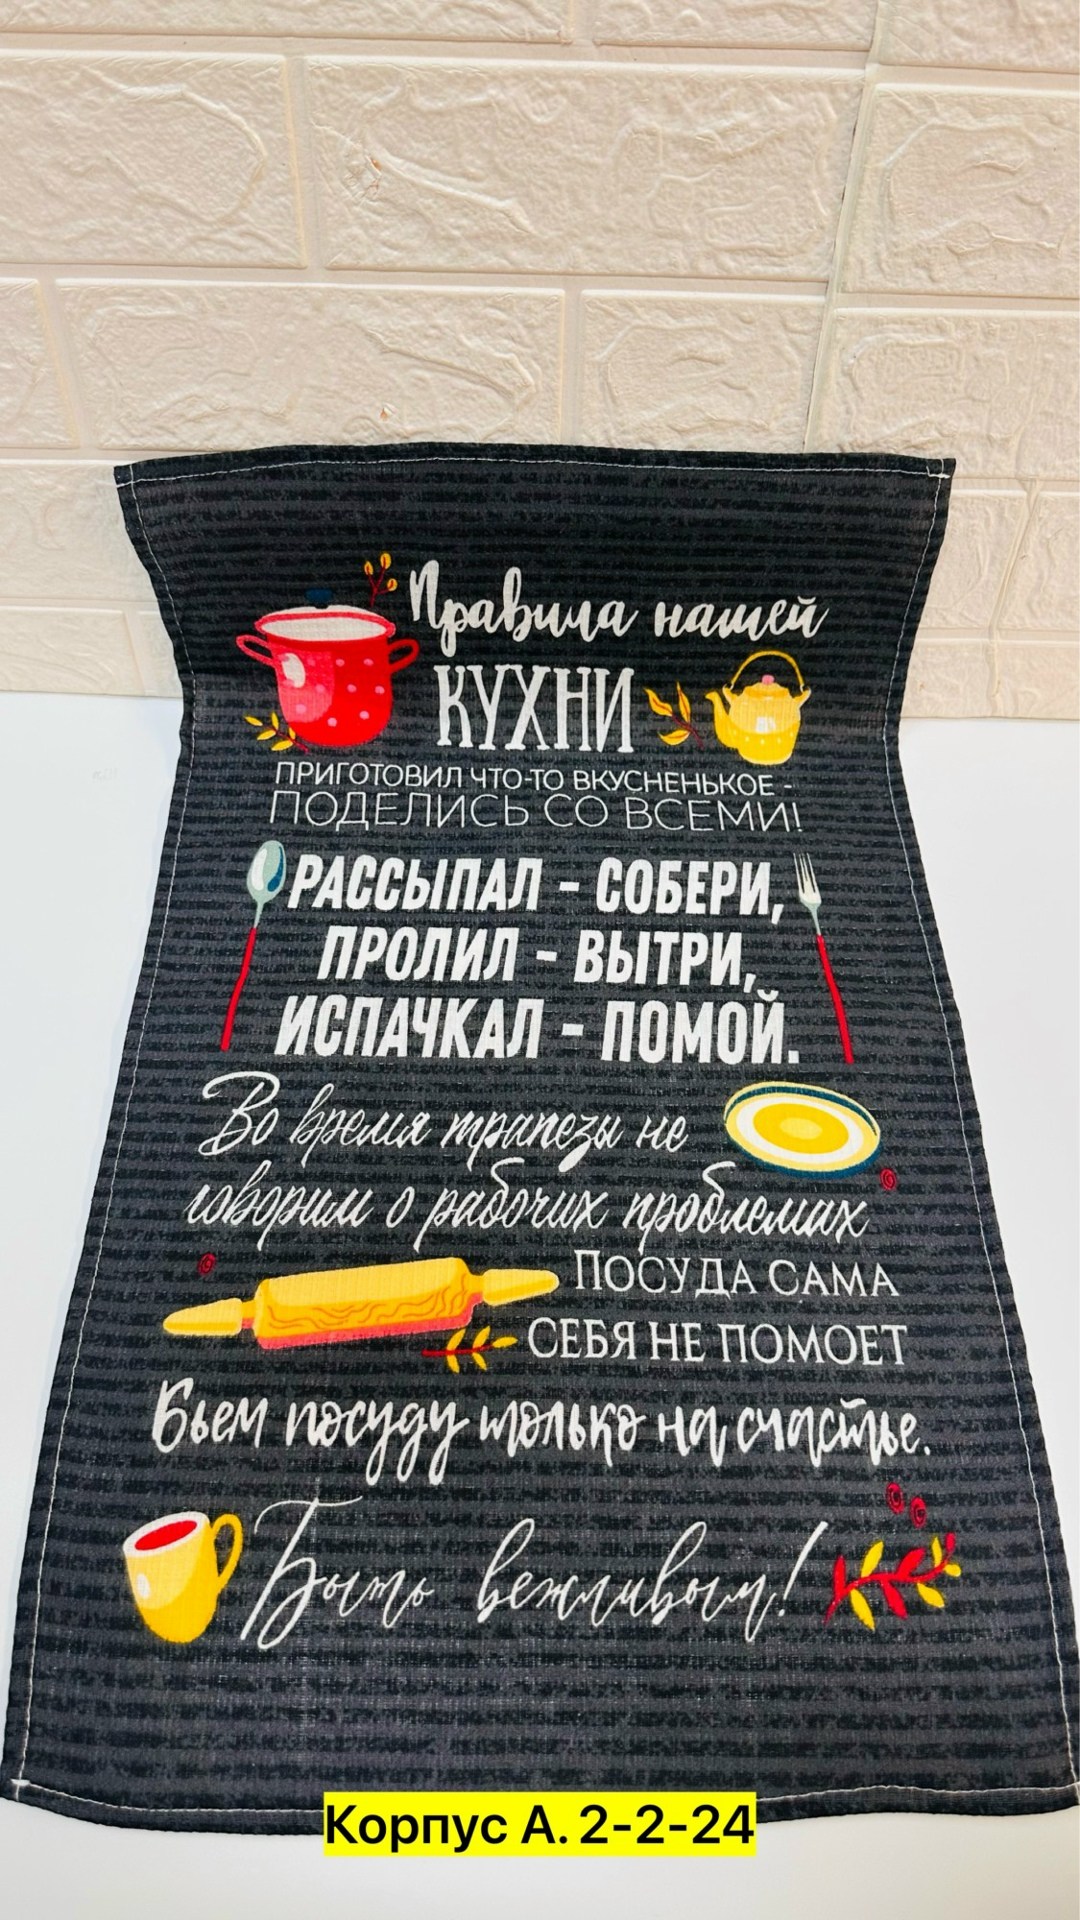 Правила нашей
КУХНИ
ПРИГОТОВИЛ ЧТО-ТО ВКУСНЕНЬКОЕ -
ПОДЕЛИСЬ СО ВСЕМИ!
РАССЫПАЛ - СОБЕРИ,
ПРОЛИЛ - ВЫТРИ,
ИСПАЧКАЛ - ПОМОЙ.
Во время трапезы не
говорим о рабочих проблемах
ПОСУДА САМА
СЕБЯ НЕ ПОМОЕТ
Бьем посуду только на счастье.
Быть вежливым!
Корпус А. 2-2-24